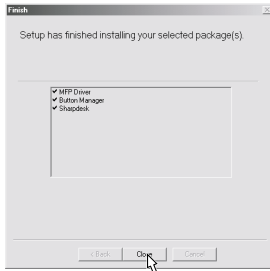 Finish
Setup has finished installing your selected package(s).
MFP Driver
Button Manager
Sharpdesk
< Back
Close
Cancel